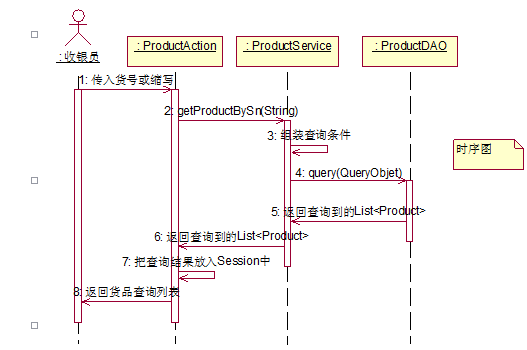 : 收银员
: ProductAction
: ProductService
: ProductDAO
1: 传入货号或缩写
2: getProductBySn(String)
3: 组装查询条件
4: query(QueryObjet)
时序图
5: 返回查询到的List<Product>
6: 返回查询到的List<Product>
7: 把查询结果放入Session中
8: 返回货品查询列表